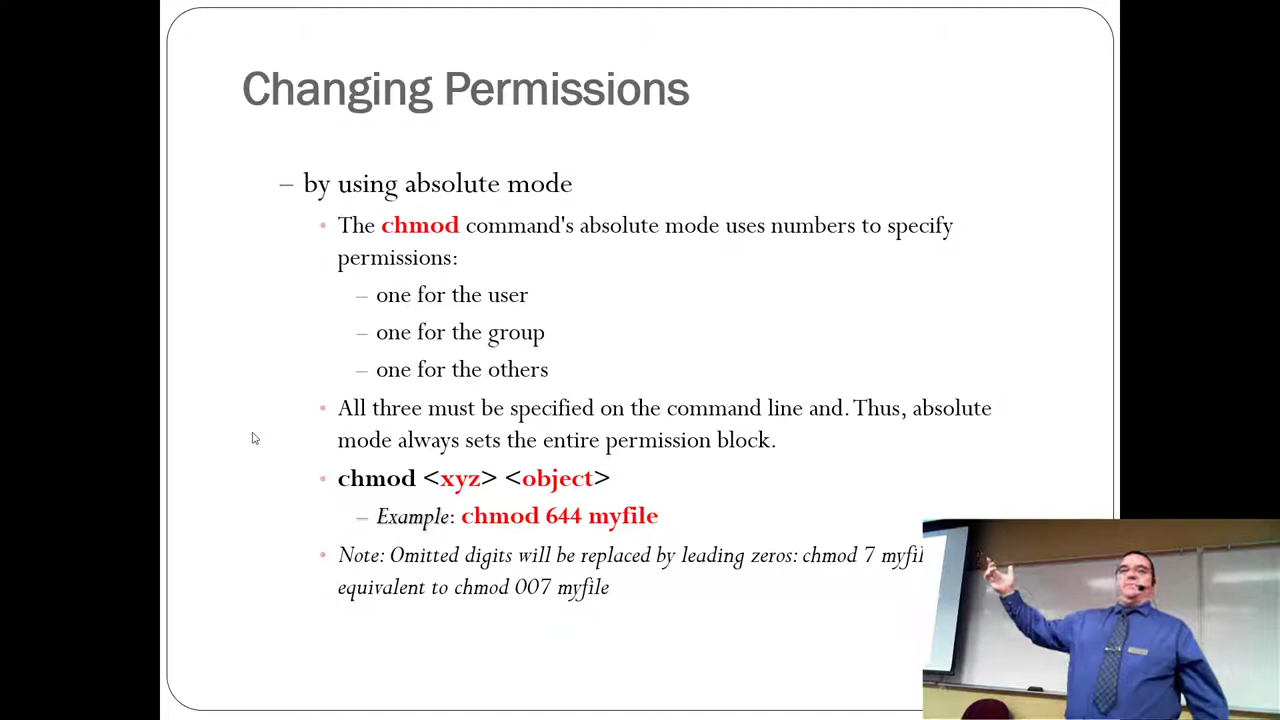 Changing Permissions
– by using absolute mode
• The chmod command's absolute mode uses numbers to specify
permissions:
– one for the user
– one for the group
– one for the others
• All three must be specified on the command line and. Thus, absolute
mode always sets the entire permission block.
• chmod <xyz> <object>
– Example: chmod 644 myfile
• Note: Omitted digits will be replaced by leading zeros: chmod 7 myfil
equivalent to chmod 007 myfile